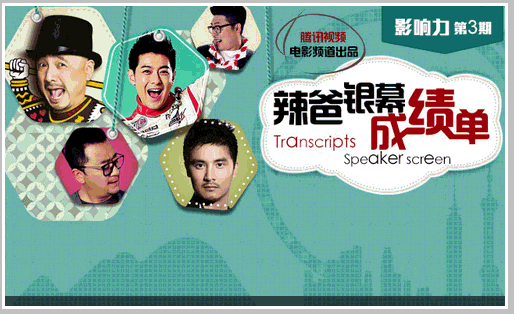 影响力 第3期
腾讯视频
电影频道出品
辣爸银幕
成绩单
Transcripts
Speaker screen